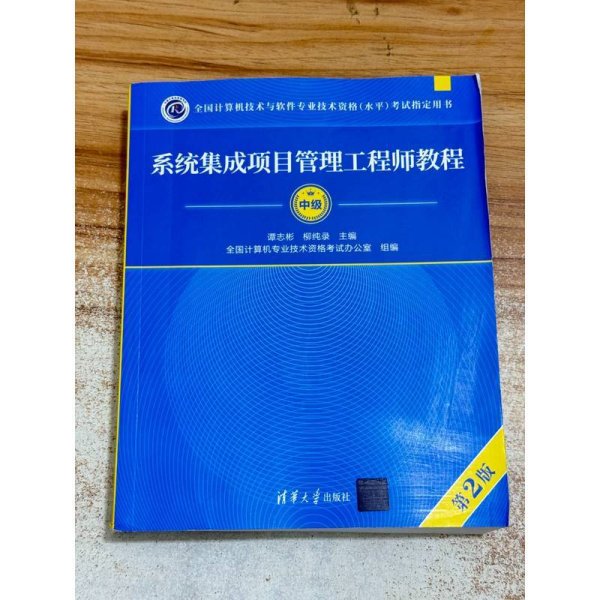 全国计算机技术与软件专业技术资格（水平）考试指定用书
系统集成项目管理工程师教程
中级
谭志彬 柳纯录 主编
全国计算机专业技术资格考试办公室 组编
第2版
清华大学出版社